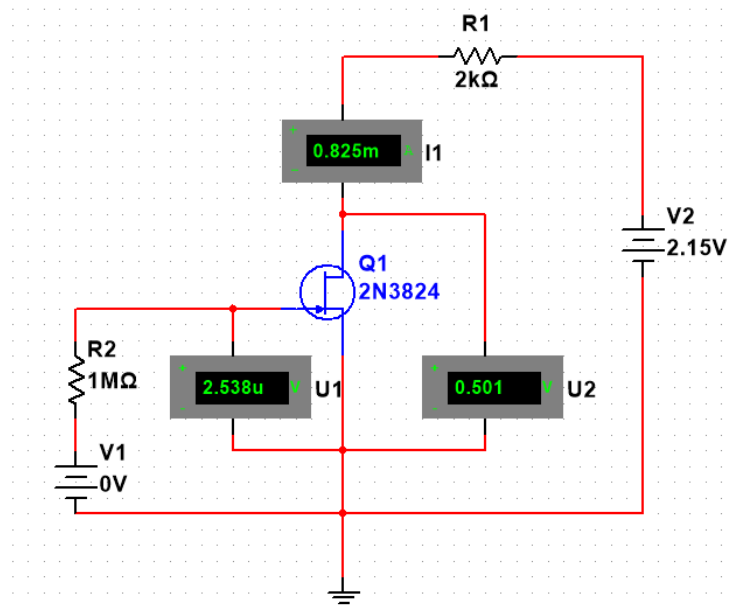 R1
2kΩ
+
0.825m A
-
I1
V2
2.15V
Q1
2N3824
R2
1MΩ
+
2.538u V
-
U1
+
0.501 V
-
U2
V1
0V